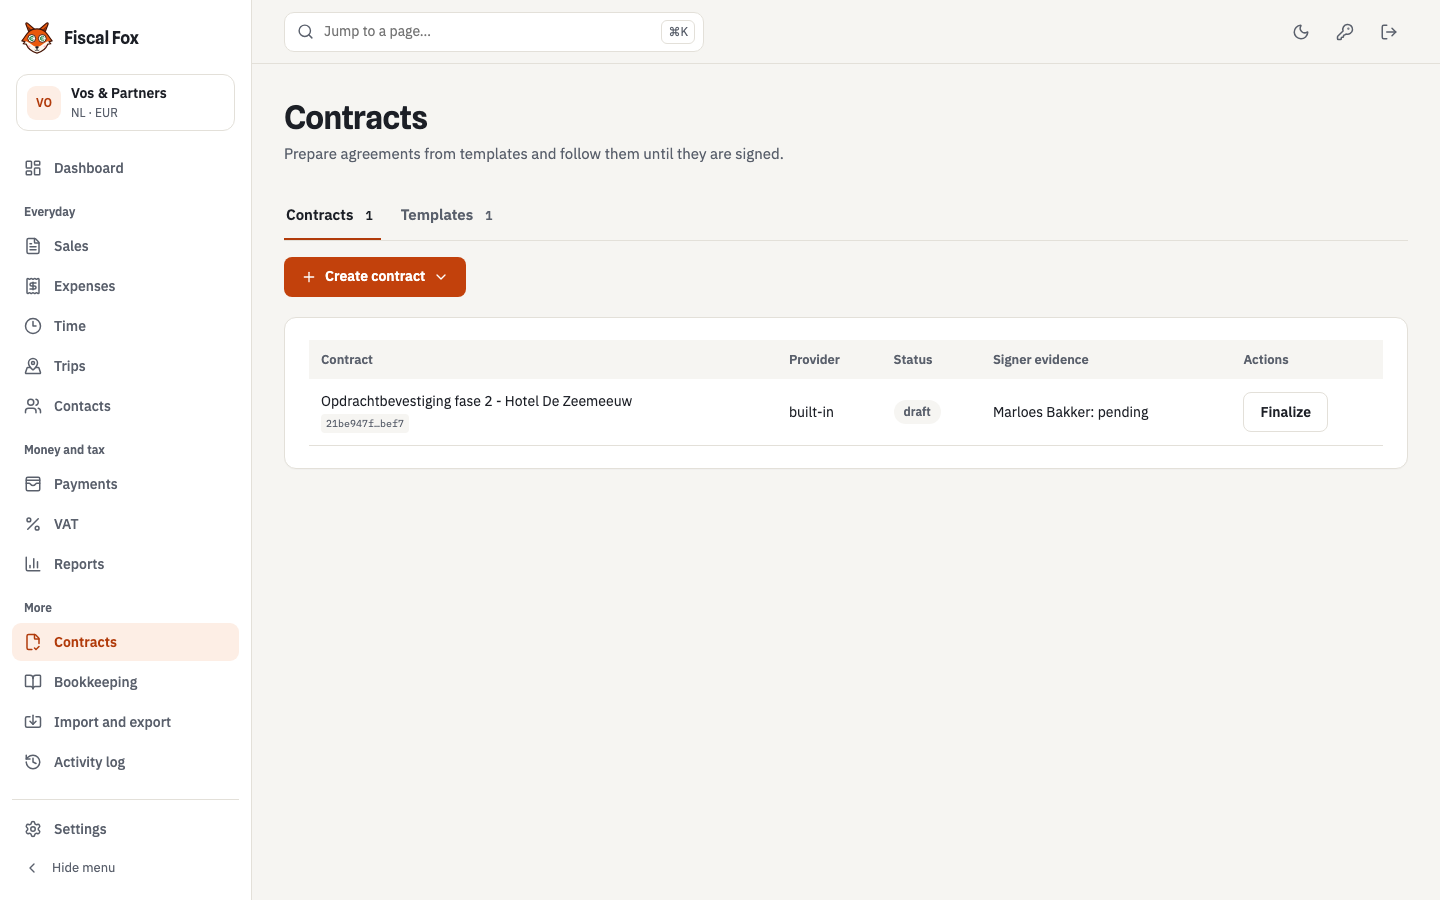 Fiscal Fox
VO
Vos & Partners
NL · EUR
Dashboard
Everyday
Sales
Expenses
Time
Trips
Contacts
Money and tax
Payments
VAT
Reports
More
Contracts
Bookkeeping
Import and export
Activity log
Settings
Hide menu
Jump to a page...
⌘K
Contracts
Prepare agreements from templates and follow them until they are signed.
Contracts 1
Templates 1
Create contract
Contract Provider Status Signer evidence Actions
Opdrachtbevestiging fase 2 - Hotel De Zeemeeuw
21be947f…bef7
built-in
draft
Marloes Bakker: pending
Finalize